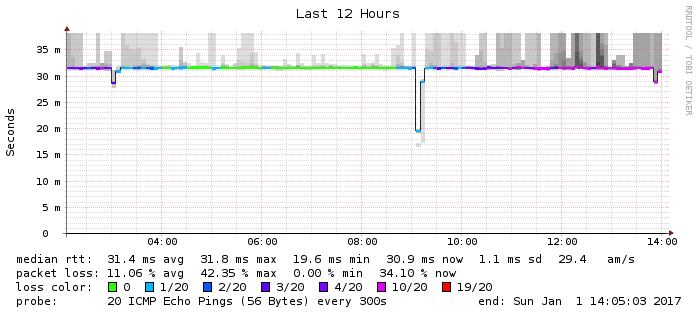 Last 12 Hours
RRDTOOL / TOBI OETIKER
Seconds
35 m
30 m
25 m
20 m
15 m
10 m
5 m
0
04:00 06:00 08:00 10:00 12:00 14:00
median rtt: 31.4 ms avg 31.8 ms max 19.6 ms min 30.9 ms now 1.1 ms sd 29.4 am/s
packet loss: 11.06 % avg 42.35 % max 0.00 % min 34.10 % now
loss color: 0 1/20 2/20 3/20 4/20 10/20 19/20
probe: 20 ICMP Echo Pings (56 Bytes) every 300s end: Sun Jan 1 14:05:03 2017